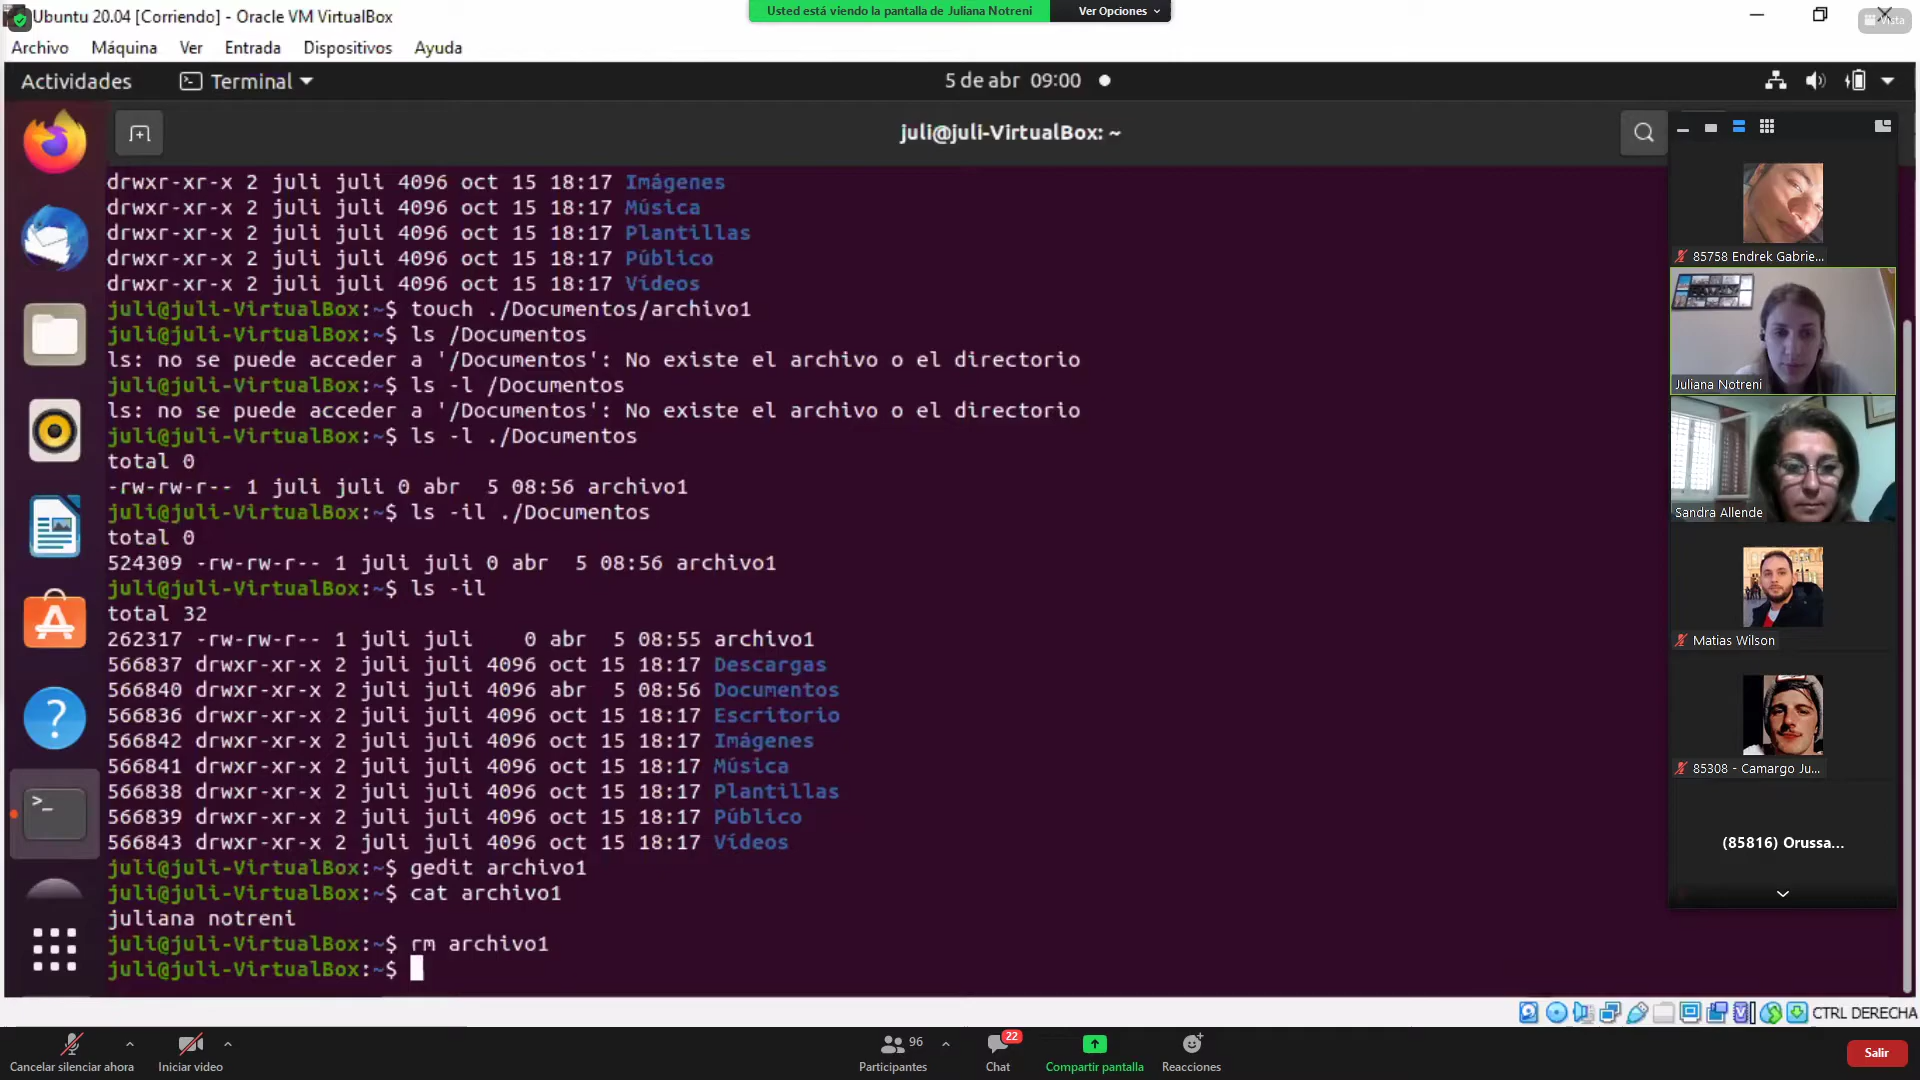 Ubuntu 20.04 [Corriendo] - Oracle VM VirtualBox
Usted está viendo la pantalla de Juliana Notreni
Ver Opciones
Vista
Archivo Máquina Ver Entrada Dispositivos Ayuda
Actividades
Terminal
5 de abr 09:00
juli@juli-VirtualBox: ~
drwxr-xr-x 2 juli juli 4096 oct 15 18:17 Imágenes
drwxr-xr-x 2 juli juli 4096 oct 15 18:17 Música
drwxr-xr-x 2 juli juli 4096 oct 15 18:17 Plantillas
drwxr-xr-x 2 juli juli 4096 oct 15 18:17 Público
drwxr-xr-x 2 juli juli 4096 oct 15 18:17 Vídeos
juli@juli-VirtualBox:~$ touch ./Documentos/archivo1
juli@juli-VirtualBox:~$ ls /Documentos
ls: no se puede acceder a '/Documentos': No existe el archivo o el directorio
juli@juli-VirtualBox:~$ ls -l /Documentos
ls: no se puede acceder a '/Documentos': No existe el archivo o el directorio
juli@juli-VirtualBox:~$ ls -l ./Documentos
total 0
-rw-rw-r-- 1 juli juli 0 abr  5 08:56 archivo1
juli@juli-VirtualBox:~$ ls -il ./Documentos
total 0
524309 -rw-rw-r-- 1 juli juli 0 abr  5 08:56 archivo1
juli@juli-VirtualBox:~$ ls -il
total 32
262317 -rw-rw-r-- 1 juli juli    0 abr  5 08:55 archivo1
566837 drwxr-xr-x 2 juli juli 4096 oct 15 18:17 Descargas
566840 drwxr-xr-x 2 juli juli 4096 abr  5 08:56 Documentos
566836 drwxr-xr-x 2 juli juli 4096 oct 15 18:17 Escritorio
566842 drwxr-xr-x 2 juli juli 4096 oct 15 18:17 Imágenes
566841 drwxr-xr-x 2 juli juli 4096 oct 15 18:17 Música
566838 drwxr-xr-x 2 juli juli 4096 oct 15 18:17 Plantillas
566839 drwxr-xr-x 2 juli juli 4096 oct 15 18:17 Público
566843 drwxr-xr-x 2 juli juli 4096 oct 15 18:17 Vídeos
juli@juli-VirtualBox:~$ gedit archivo1
juli@juli-VirtualBox:~$ cat archivo1
juliana notreni
juli@juli-VirtualBox:~$ rm archivo1
juli@juli-VirtualBox:~$
85758 Endrek Gabrie...
Juliana Notreni
Sandra Allende
Matias Wilson
85308 - Camargo Ju...
(85816) Orussa...
CTRL DERECHA
Cancelar silenciar ahora
Iniciar video
96
Participantes
22
Chat
Compartir pantalla
Reacciones
Salir